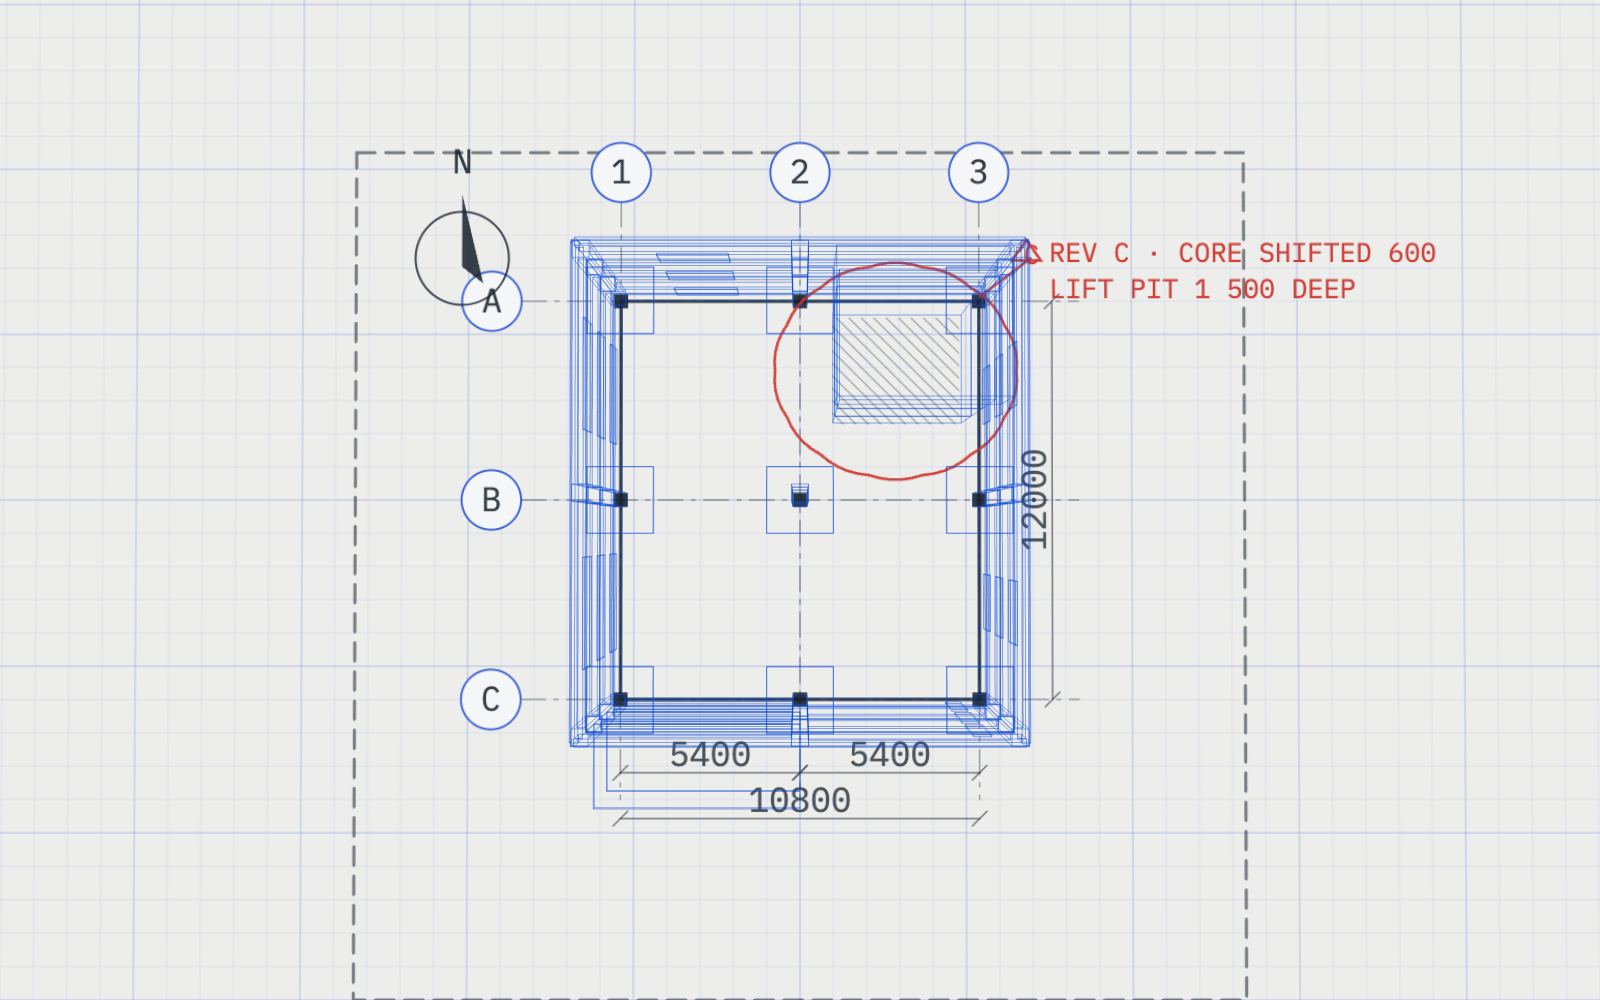 N
1 2 3
REV C · CORE SHIFTED 600
LIFT PIT 1 500 DEEP
A
B
12000
C
5400 5400
10800